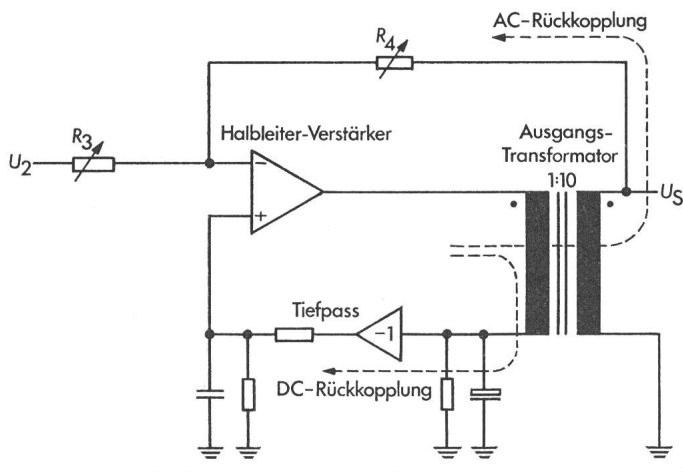 AC-Rückkopplung
R4
Halbleiter-Verstärker
Ausgangs-
Transformator
1:10
R3
U2
−
+
US
Tiefpass
−1
DC-Rückkopplung